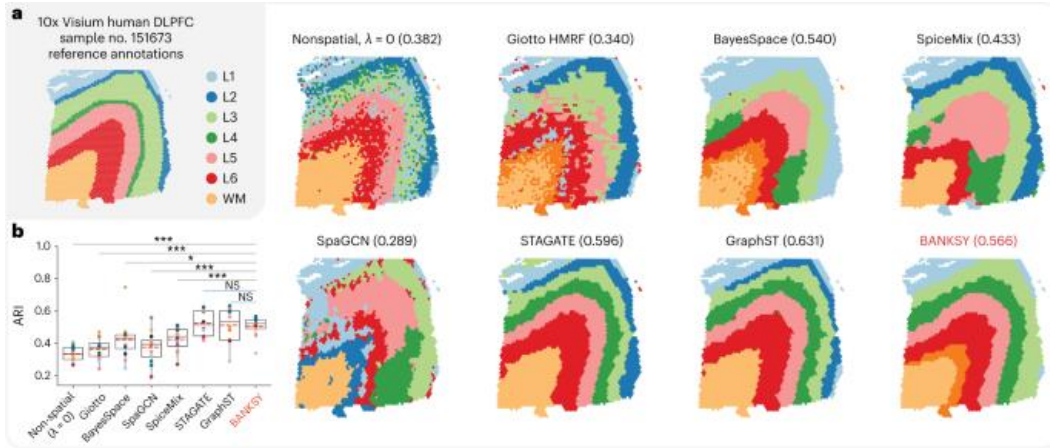 a
10x Visium human DLPFC
sample no. 151673
reference annotations
L1
L2
L3
L4
L5
L6
WM
Nonspatial, λ = 0 (0.382)
Giotto HMRF (0.340)
BayesSpace (0.540)
SpiceMix (0.433)
SpaGCN (0.289)
STAGATE (0.596)
GraphST (0.631)
BANKSY (0.566)
b
***
***
*
***
***
NS
NS
1.0
0.8
0.6
0.4
0.2
ARI
Non-spatial
(λ = 0)
Giotto
BayesSpace
SpaGCN
SpiceMix
STAGATE
GraphST
BANKSY